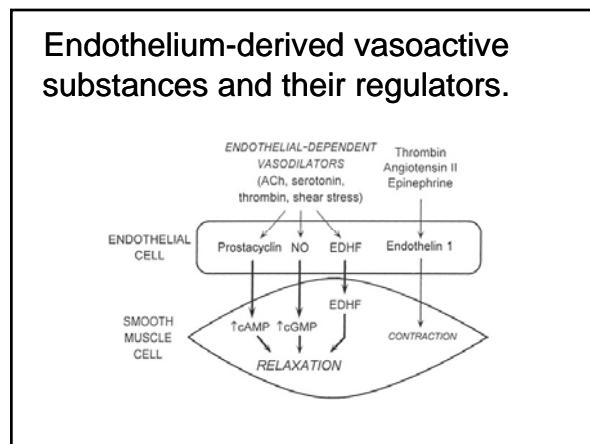 Endothelium-derived vasoactive
substances and their regulators.
ENDOTHELIAL-DEPENDENT
VASODILATORS
(ACh, serotonin,
thrombin, shear stress)
Thrombin
Angiotensin II
Epinephrine
ENDOTHELIAL
CELL
Prostacyclin NO EDHF Endothelin 1
EDHF
SMOOTH
MUSCLE
CELL
↑cAMP ↑cGMP
CONTRACTION
RELAXATION